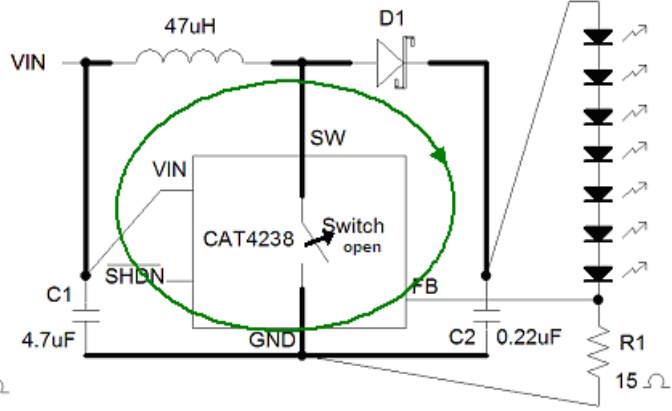 D1
47uH
VIN
SW
VIN
CAT4238
Switch
open
SHDN
FB
C1
4.7uF
GND
C2
0.22uF
R1
15 Ω
Ω